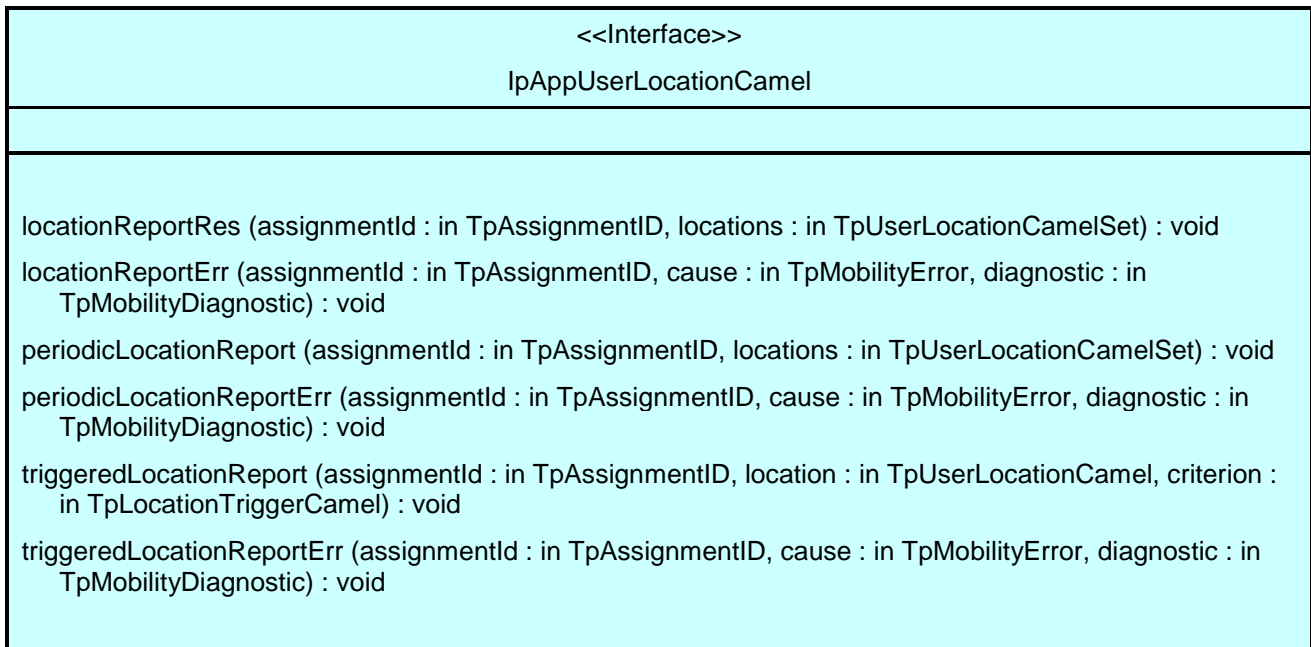 <<Interface>>
IpAppUserLocationCamel
locationReportRes (assignmentId : in TpAssignmentID, locations : in TpUserLocationCamelSet) : void
locationReportErr (assignmentId : in TpAssignmentID, cause : in TpMobilityError, diagnostic : in
TpMobilityDiagnostic) : void
periodicLocationReport (assignmentId : in TpAssignmentID, locations : in TpUserLocationCamelSet) : void
periodicLocationReportErr (assignmentId : in TpAssignmentID, cause : in TpMobilityError, diagnostic : in
TpMobilityDiagnostic) : void
triggeredLocationReport (assignmentId : in TpAssignmentID, location : in TpUserLocationCamel, criterion :
in TpLocationTriggerCamel) : void
triggeredLocationReportErr (assignmentId : in TpAssignmentID, cause : in TpMobilityError, diagnostic : in
TpMobilityDiagnostic) : void